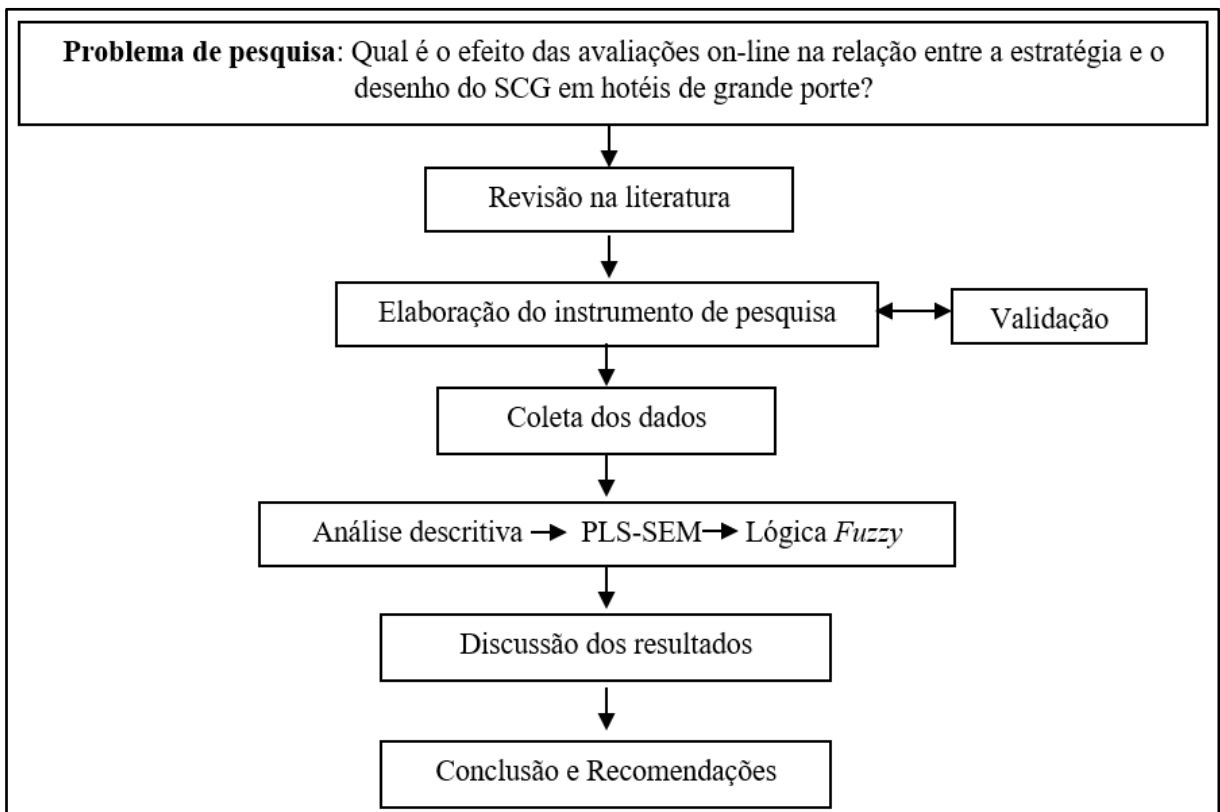 Problema de pesquisa: Qual é o efeito das avaliações on-line na relação entre a estratégia e o
desenho do SCG em hotéis de grande porte?
Revisão na literatura
Elaboração do instrumento de pesquisa
Validação
Coleta dos dados
Análise descritiva → PLS-SEM → Lógica Fuzzy
Discussão dos resultados
Conclusão e Recomendações